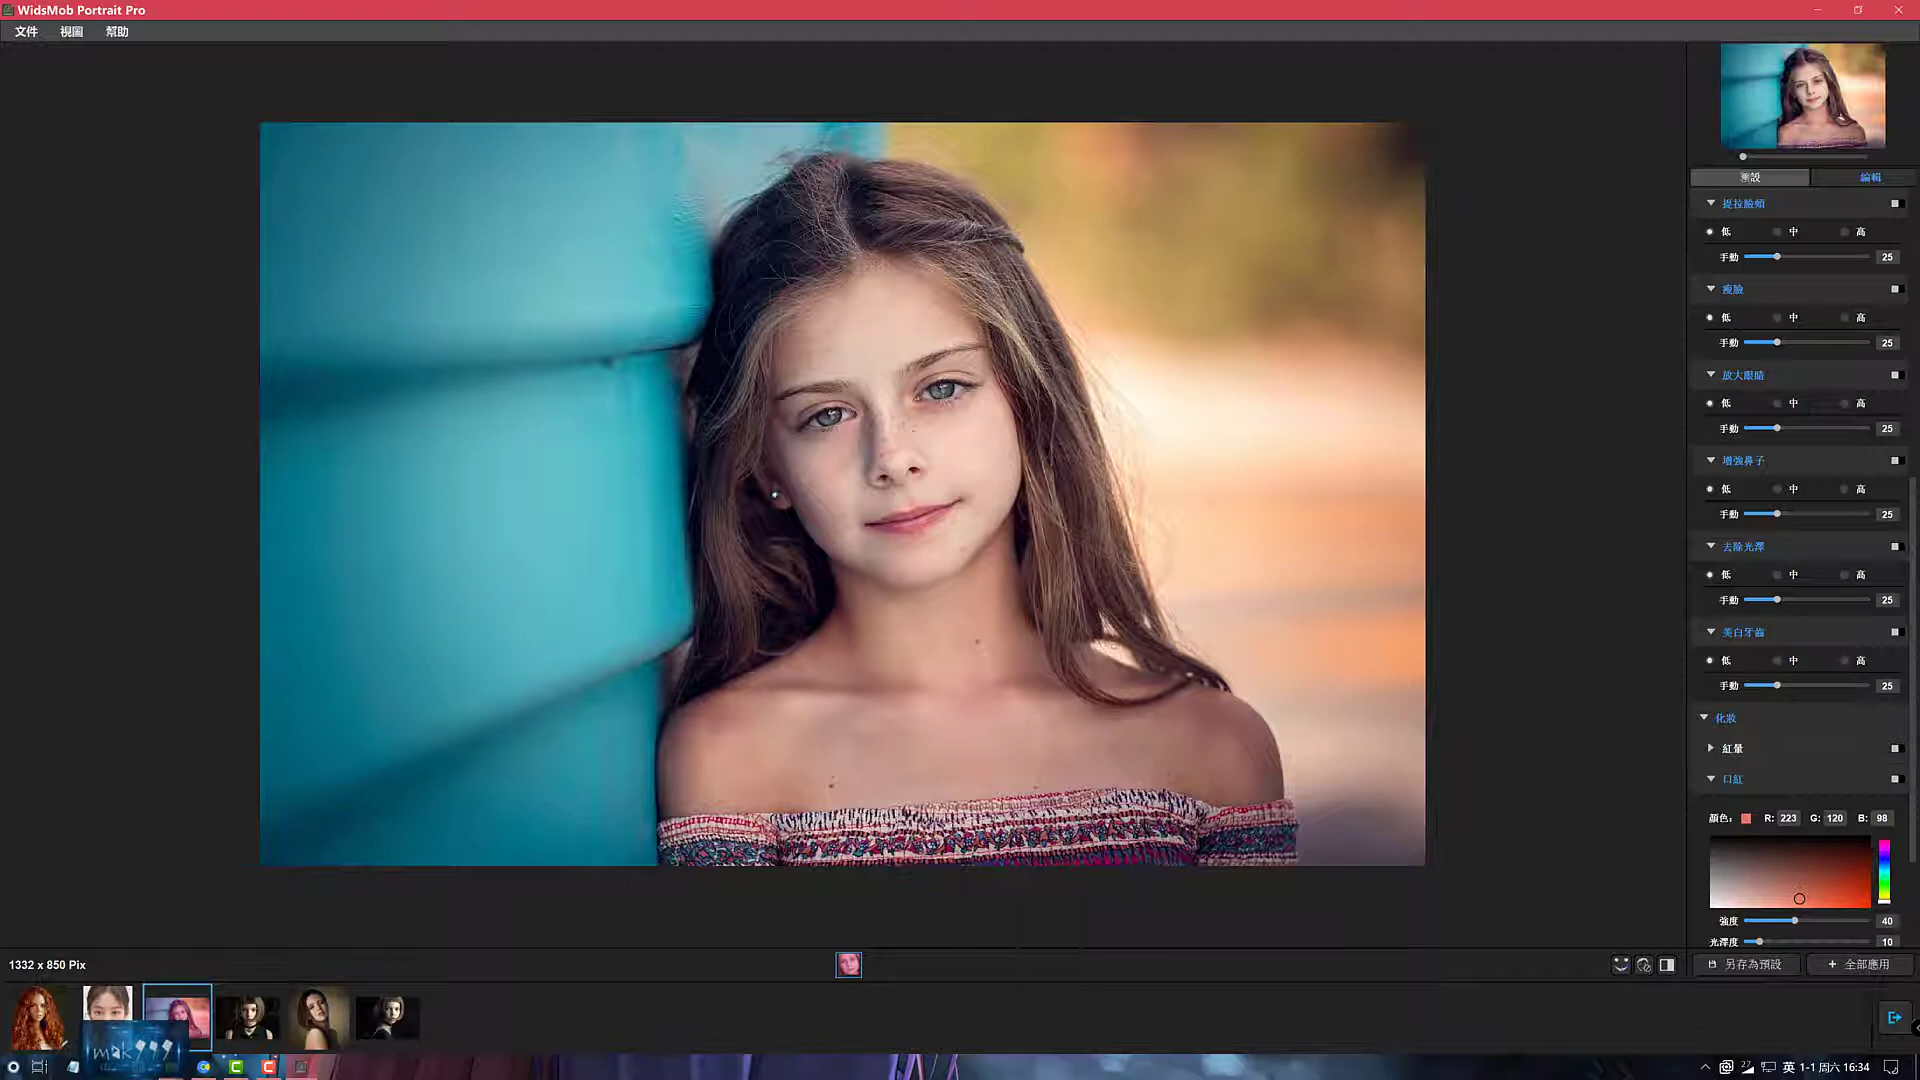 WidsMob Portrait Pro
文件 視圖 幫助
預設 編輯
提拉臉頰
低 中 高
手動 25
瘦臉
低 中 高
手動 25
放大眼睛
低 中 高
手動 25
增強鼻子
低 中 高
手動 25
去除光澤
低 中 高
手動 25
美白牙齒
低 中 高
手動 25
化妝
紅暈
口紅
顏色: R: 223 G: 120 B: 98
強度 40
光澤度 10
1332 x 850 Pix
另存為預設 + 全部應用
mak999
27 英 1-1 周六 16:34